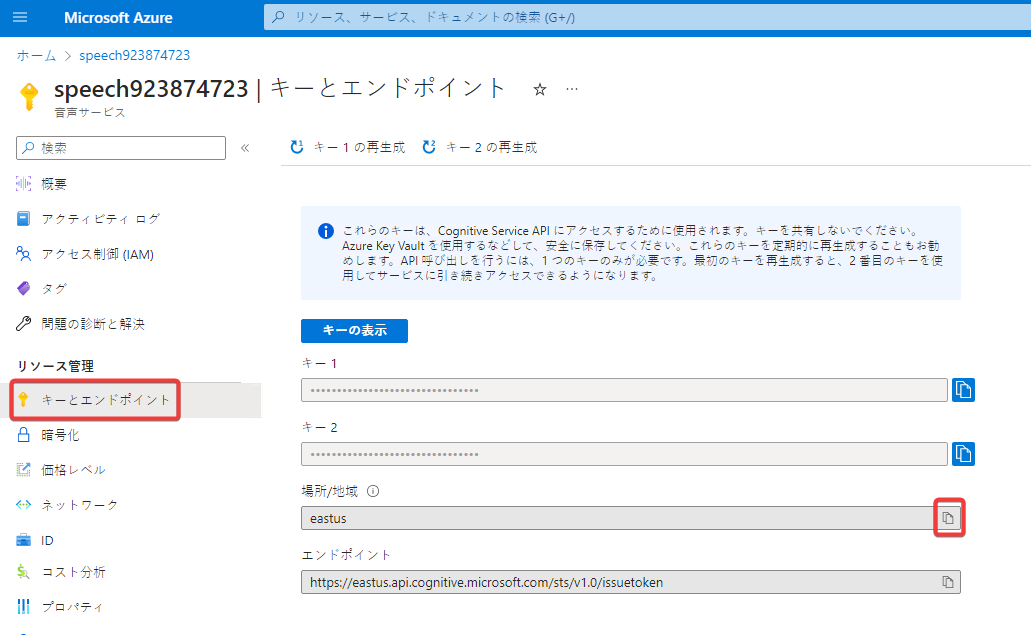 Microsoft Azure
リソース、サービス、ドキュメントの検索 (G+/)
ホーム > speech923874723
speech923874723 | キーとエンドポイント ☆ …
音声サービス
検索 «
キー 1 の再生成 キー 2 の再生成
概要
アクティビティ ログ
アクセス制御 (IAM)
タグ
問題の診断と解決
リソース管理
キーとエンドポイント
暗号化
価格レベル
ネットワーク
ID
コスト分析
プロパティ
これらのキーは、Cognitive Service API にアクセスするために使用されます。キーを共有しないでください。
Azure Key Vault を使用するなどして、安全に保存してください。これらのキーを定期的に再生成することもお勧
めします。API 呼び出しを行うには、1 つのキーのみが必要です。最初のキーを再生成すると、2 番目のキーを使
用してサービスに引き続きアクセスできるようになります。
キーの表示
キー 1
••••••••••••••••••••••••••••••••
キー 2
••••••••••••••••••••••••••••••••
場所/地域
eastus
エンドポイント
https://eastus.api.cognitive.microsoft.com/sts/v1.0/issuetoken